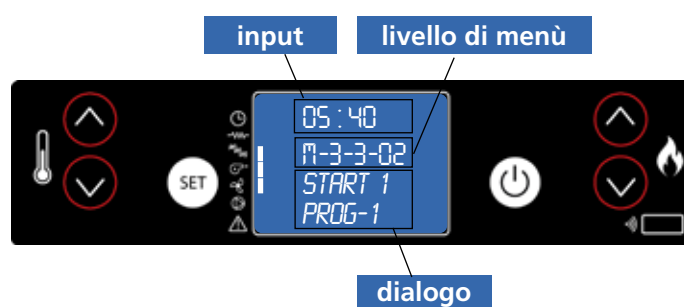 input
livello di menù
05:40
M-3-3-02
SET
START 1
PROG-1
dialogo